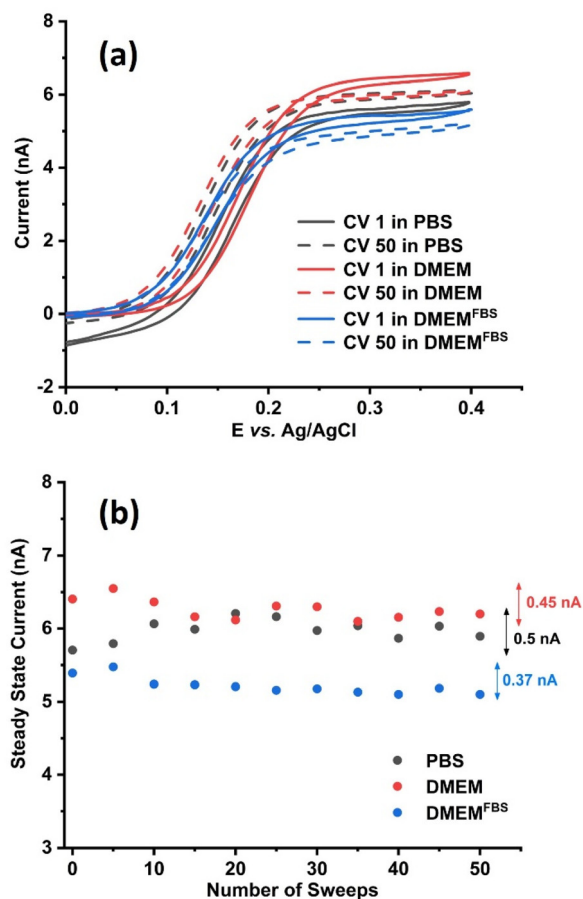 (a)
8
6
4
2
0
-2
Current (nA)
CV 1 in PBS
CV 50 in PBS
CV 1 in DMEM
CV 50 in DMEM
CV 1 in DMEM^FBS
CV 50 in DMEM^FBS
0.0 0.1 0.2 0.3 0.4
E vs. Ag/AgCl
(b)
8
7
6
5
4
3
Steady State Current (nA)
0.45 nA
0.5 nA
0.37 nA
PBS
DMEM
DMEM^FBS
0 10 20 30 40 50
Number of Sweeps